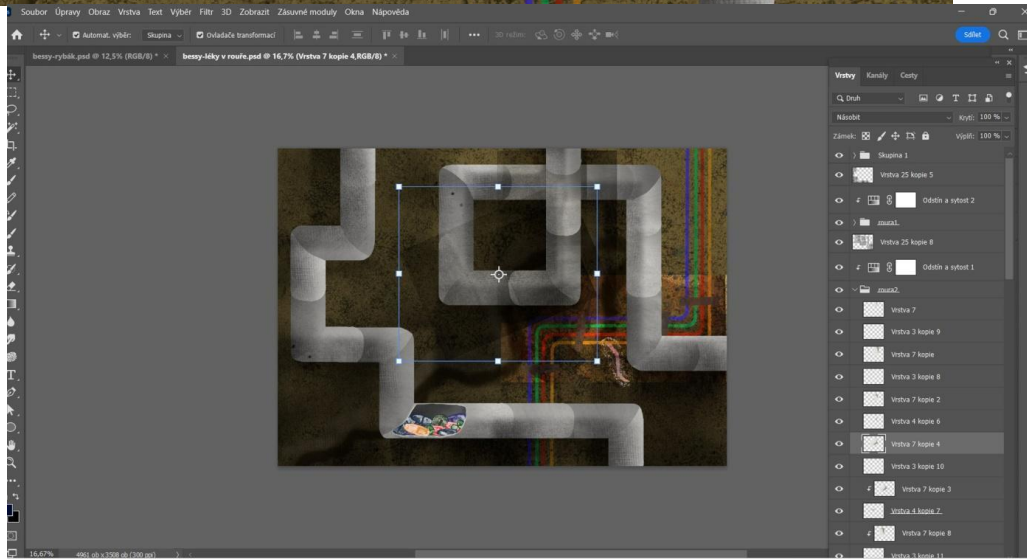 Soubor Úpravy Obraz Vrstva Text Výběr Filtr 3D Zobrazit Zásuvné moduly Okna Nápověda
Automat. výběr: Skupina Ovladače transformací 3D režim: Sdílet
bessy-rybák.psd @ 12,5% (RGB/8) * × bessy-léky v rouře.psd @ 16,7% (Vrstva 7 kopie 4,RGB/8) * ×
Vrstvy Kanály Cesty
Druh
Násobit Krytí: 100 %
Zámek: Výplň: 100 %
Skupina 1
Vrstva 25 kopie 5
Odstín a sytost 2
roura1
Vrstva 25 kopie 8
Odstín a sytost 1
roura2
Vrstva 7
Vrstva 3 kopie 9
Vrstva 7 kopie
Vrstva 3 kopie 8
Vrstva 7 kopie 2
Vrstva 4 kopie 6
Vrstva 7 kopie 4
Vrstva 3 kopie 10
Vrstva 7 kopie 3
Vrstva 4 kopie 7
Vrstva 7 kopie 8
Vrstva 3 kopie 11
16,67% 4961 ob x 3508 ob (300 ppi)